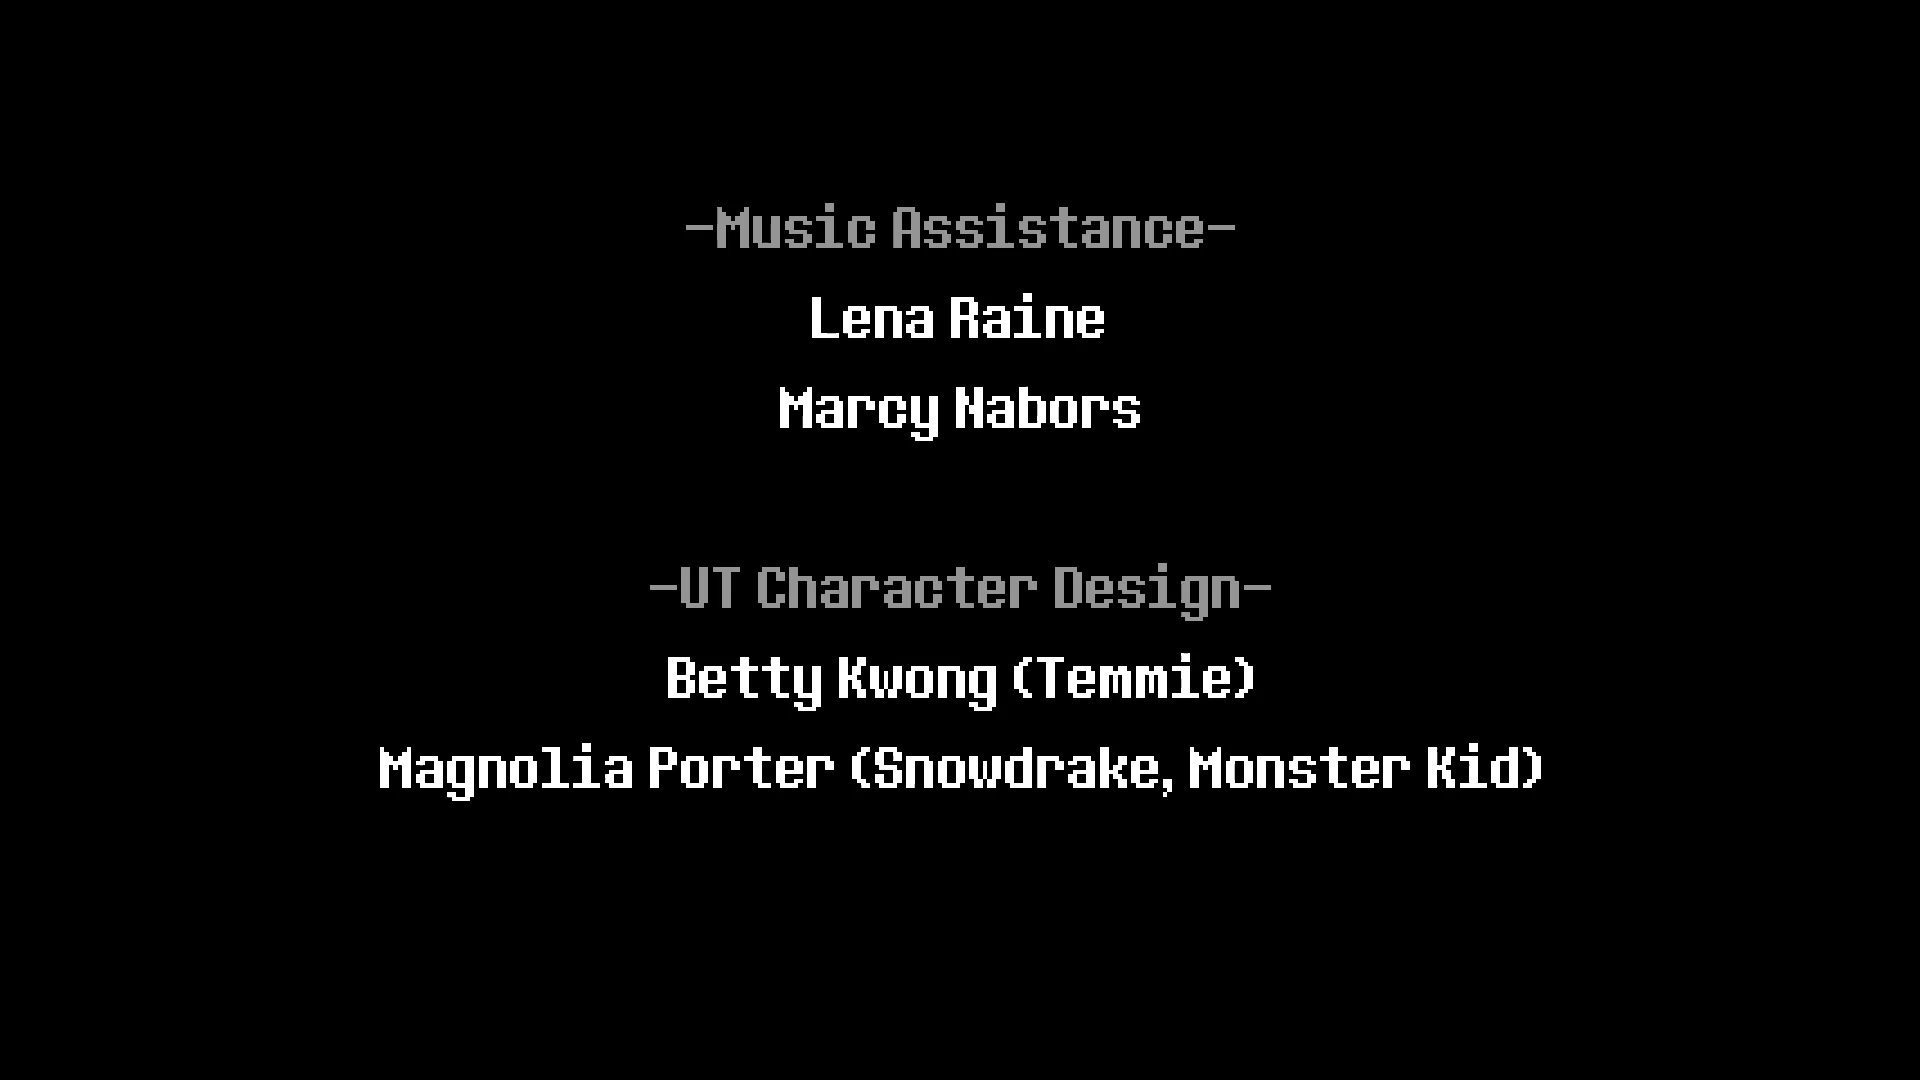 -Music Assistance-
Lena Raine
Marcy Nabors
-UT Character Design-
Betty Kwong (Temmie)
Magnolia Porter (Snowdrake, Monster Kid)